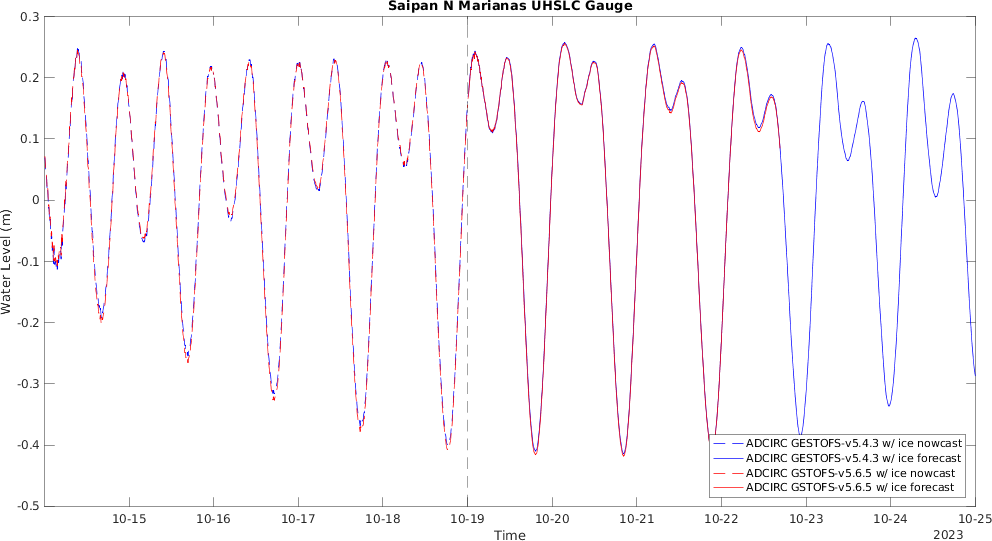 Saipan N Marianas UHSLC Gauge
0.3
0.2
0.1
0
-0.1
-0.2
-0.3
-0.4
-0.5
Water Level (m)
ADCIRC GESTOFS-v5.4.3 w/ ice nowcast
ADCIRC GESTOFS-v5.4.3 w/ ice forecast
ADCIRC GSTOFS-v5.6.5 w/ ice nowcast
ADCIRC GSTOFS-v5.6.5 w/ ice forecast
10-15 10-16 10-17 10-18 10-19 10-20 10-21 10-22 10-23 10-24 10-25
Time
2023